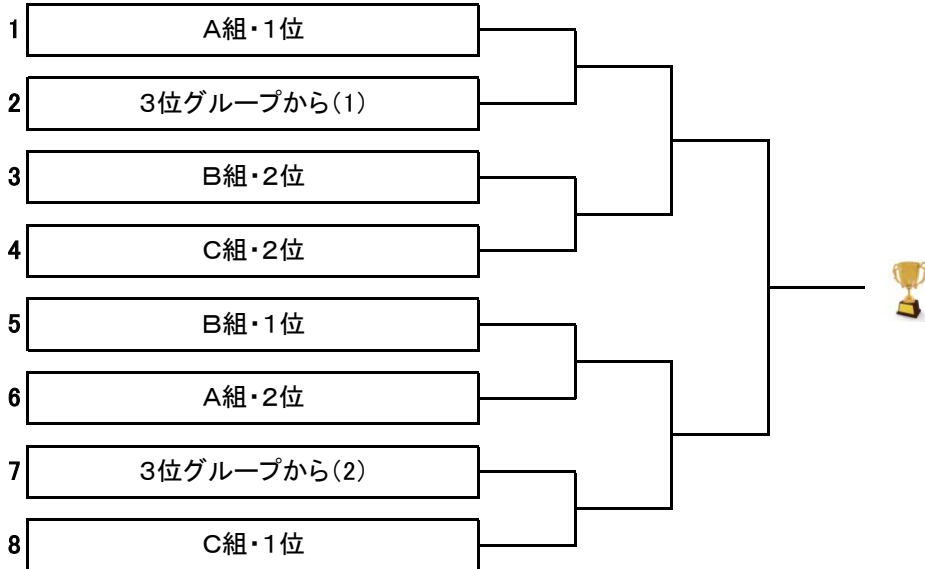 1 A組・1位
2 3位グループから(1)
3 B組・2位
4 C組・2位
5 B組・1位
6 A組・2位
7 3位グループから(2)
8 C組・1位